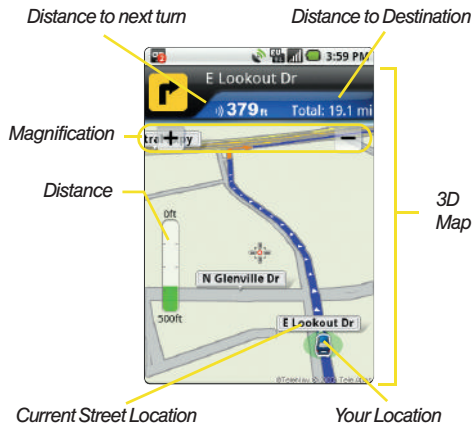 Distance to next turn
Distance to Destination
3:59 PM
E Lookout Dr
379 ft
Total: 19.1 mi
Magnification
+
−
Distance
0ft
3D
Map
N Glenville Dr
500ft
E Lookout Dr
Current Street Location
Your Location